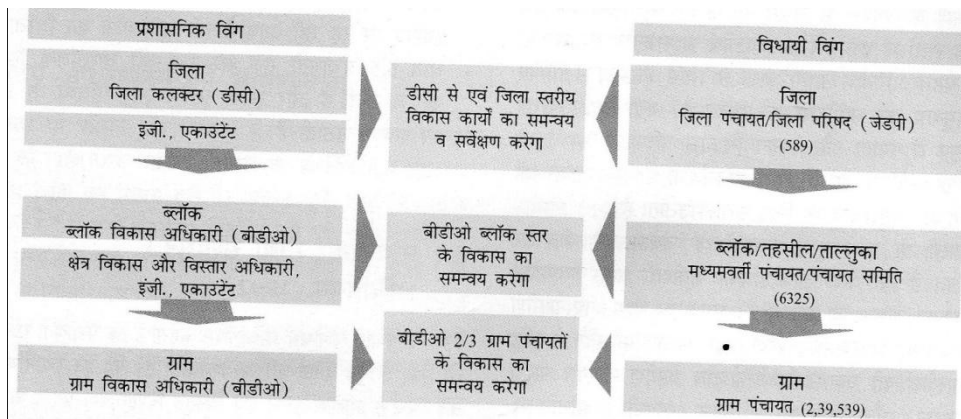 प्रशासनिक विंग
जिला
जिला कलक्टर (डीसी)
इंजी., एकाउंटेंट
ब्लॉक
ब्लॉक विकास अधिकारी (बीडीओ)
क्षेत्र विकास और विस्तार अधिकारी,
इंजी., एकाउंटेंट
ग्राम
ग्राम विकास अधिकारी (बीडीओ)
डीसी से एवं जिला स्तरीय
विकास कार्यों का समन्वय
व सर्वेक्षण करेगा
बीडीओ ब्लॉक स्तर
के विकास का
समन्वय करेगा
बीडीओ 2/3 ग्राम पंचायतों
के विकास का
समन्वय करेगा
विधायी विंग
जिला
जिला पंचायत/जिला परिषद (जेडपी)
(589)
ब्लॉक/तहसील/ताल्लुका
मध्यमवर्ती पंचायत/पंचायत समिति
(6325)
ग्राम
ग्राम पंचायत (2,39,539)